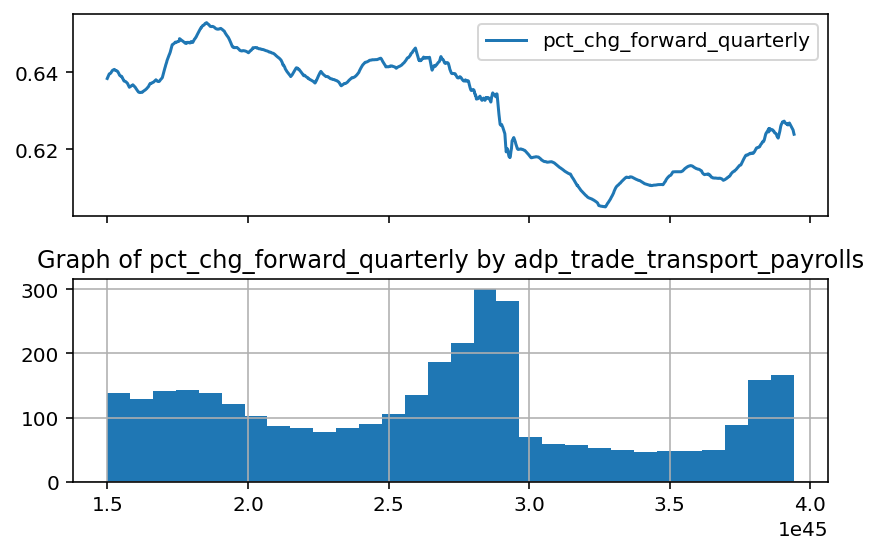 pct_chg_forward_quarterly
0.64
0.62
Graph of pct_chg_forward_quarterly by adp_trade_transport_payrolls
300
200
100
0
1.5 2.0 2.5 3.0 3.5 4.0
1e45